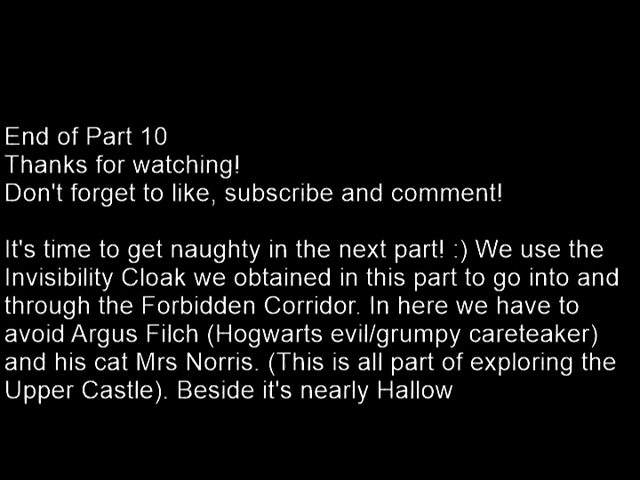 End of Part 10
Thanks for watching!
Don't forget to like, subscribe and comment!
It's time to get naughty in the next part! :) We use the
Invisibility Cloak we obtained in this part to go into and
through the Forbidden Corridor. In here we have to
avoid Argus Filch (Hogwarts evil/grumpy careteaker)
and his cat Mrs Norris. (This is all part of exploring the
Upper Castle). Beside it's nearly Hallow